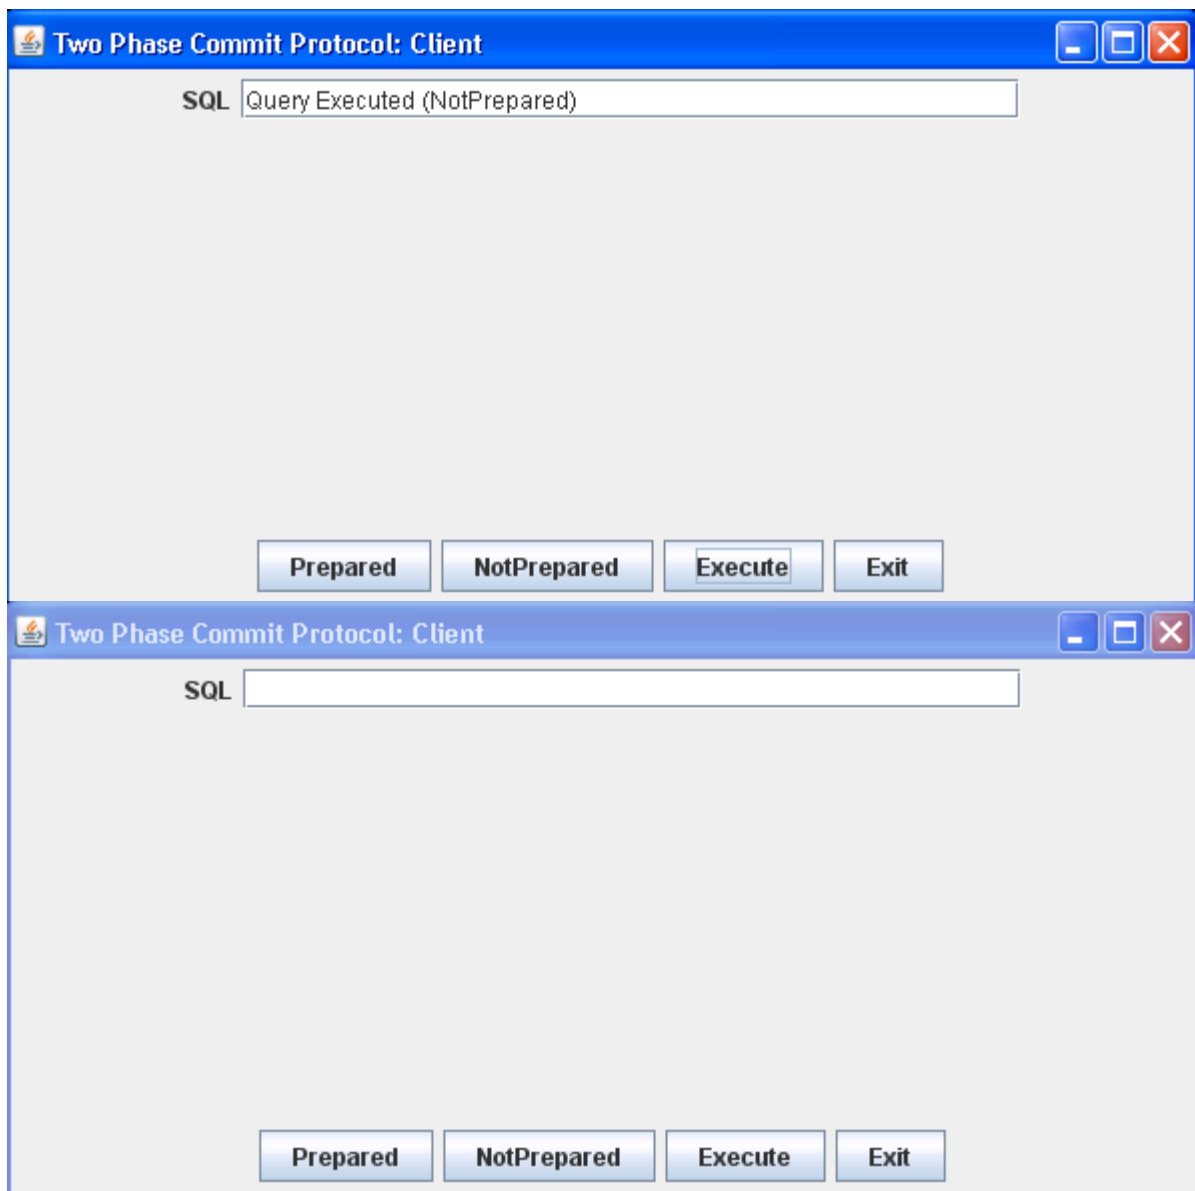 Two Phase Commit Protocol: Client
SQL Query Executed (NotPrepared)
Prepared NotPrepared Execute Exit
Two Phase Commit Protocol: Client
SQL
Prepared NotPrepared Execute Exit